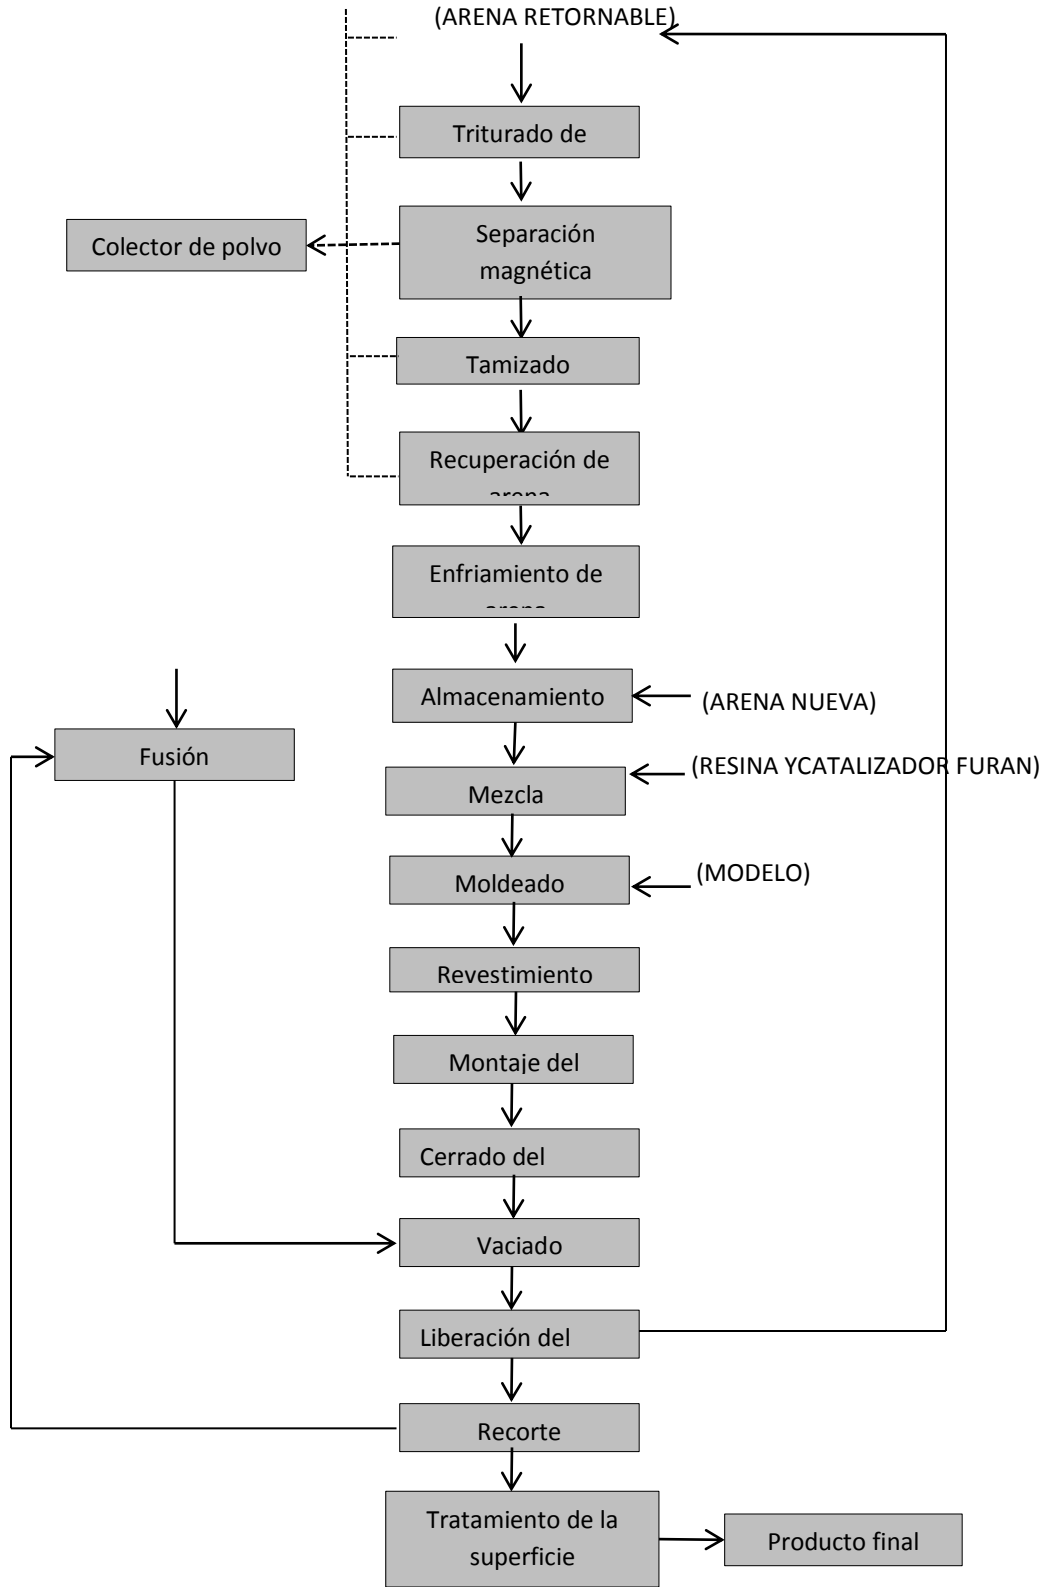 (ARENA RETORNABLE)
Triturado de
Colector de polvo
Separación
magnética
Tamizado
Recuperación de
arena
Enfriamiento de
arena
Almacenamiento
(ARENA NUEVA)
Fusión
(RESINA YCATALIZADOR FURAN)
Mezcla
Moldeado
(MODELO)
Revestimiento
Montaje del
Cerrado del
Vaciado
Liberación del
Recorte
Tratamiento de la
superficie
Producto final